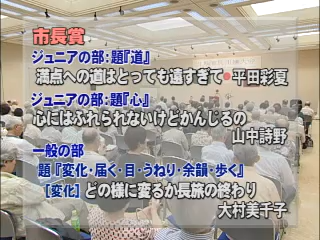 市長賞
ジュニアの部:題『道』
満点への道はとっても遠すぎて●平田彩夏
ジュニアの部:題『心』
心にはふれられないけどかんじるの
山中詩野
一般の部
題『変化・届く・目・うねり・余韻・歩く』
【変化】どの様に変るか長旅の終わり
大村美千子